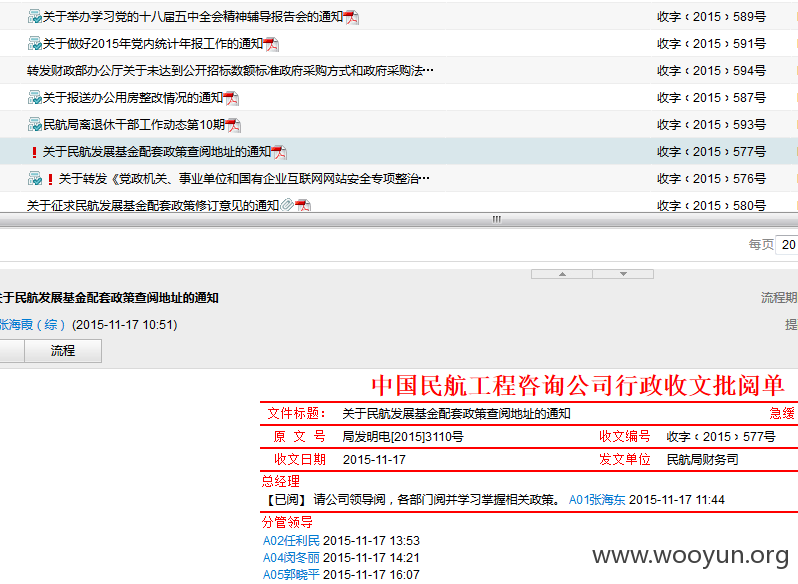 关于举办学习党的十八届五中全会精神辅导报告会的通知 收字﹝2015﹞589号
关于做好2015年党内统计年报工作的通知 收字﹝2015﹞591号
转发财政部办公厅关于未达到公开招标数额标准政府采购方式和政府采购法… 收字﹝2015﹞594号
关于报送办公用房整改情况的通知 收字﹝2015﹞587号
民航局离退休干部工作动态第10期 收字﹝2015﹞593号
关于民航发展基金配套政策查阅地址的通知 收字﹝2015﹞577号
关于转发《党政机关、事业单位和国有企业互联网网站安全专项整治… 收字﹝2015﹞576号
关于征求民航发展基金配套政策修订意见的通知 收字﹝2015﹞580号
每页 20
关于民航发展基金配套政策查阅地址的通知 流程期
张海霞（综） (2015-11-17 10:51) 提
流程
中国民航工程咨询公司行政收文批阅单
文件标题： 关于民航发展基金配套政策查阅地址的通知 急缓
原 文 号 局发明电[2015]3110号 收文编号 收字﹝2015﹞577号
收文日期 2015-11-17 发文单位 民航局财务司
总经理
【已阅】 请公司领导阅，各部门阅并学习掌握相关政策。 A01张海东 2015-11-17 11:44
分管领导
A02任利民 2015-11-17 13:53
A04闵冬丽 2015-11-17 14:21
A05郭晓平 2015-11-17 16:07
www.wooyun.org